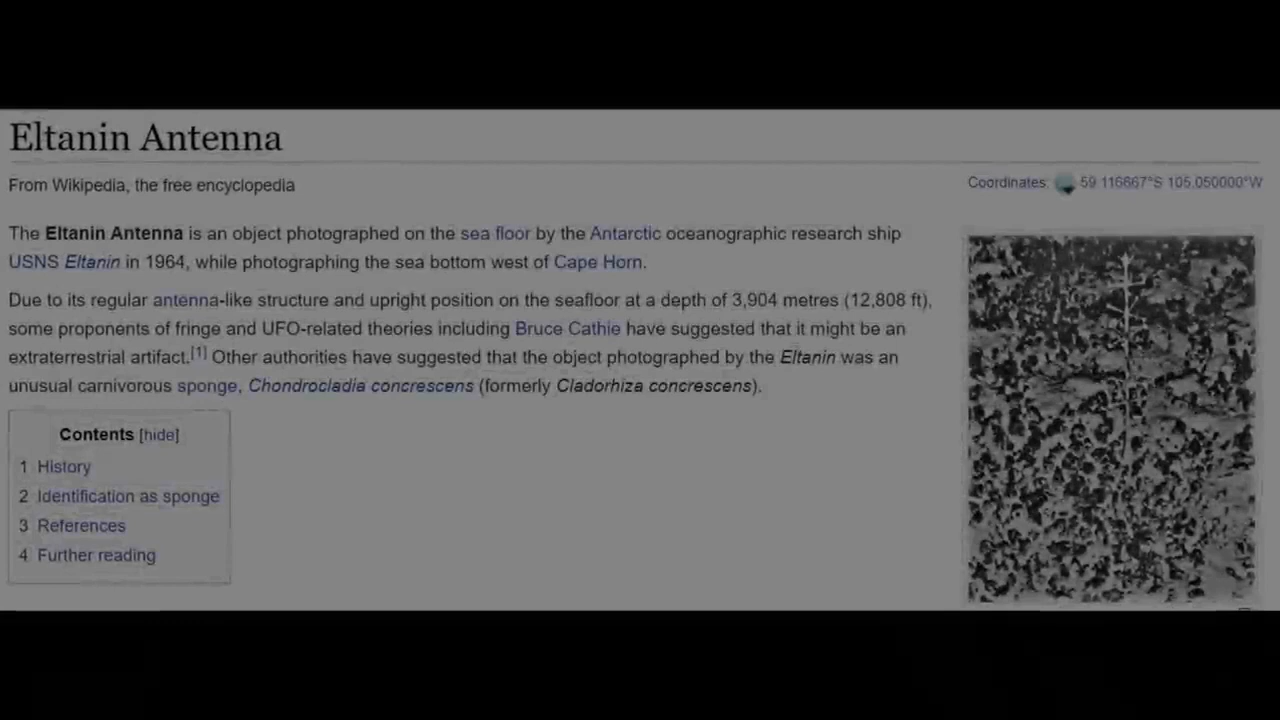 Eltanin Antenna
From Wikipedia, the free encyclopedia
Coordinates: 59.116667°S 105.050000°W
The Eltanin Antenna is an object photographed on the sea floor by the Antarctic oceanographic research ship
USNS Eltanin in 1964, while photographing the sea bottom west of Cape Horn.
Due to its regular antenna-like structure and upright position on the seafloor at a depth of 3,904 metres (12,808 ft),
some proponents of fringe and UFO-related theories including Bruce Cathie have suggested that it might be an
extraterrestrial artifact.[1] Other authorities have suggested that the object photographed by the Eltanin was an
unusual carnivorous sponge, Chondrocladia concrescens (formerly Cladorhiza concrescens).
Contents [hide]
1 History
2 Identification as sponge
3 References
4 Further reading